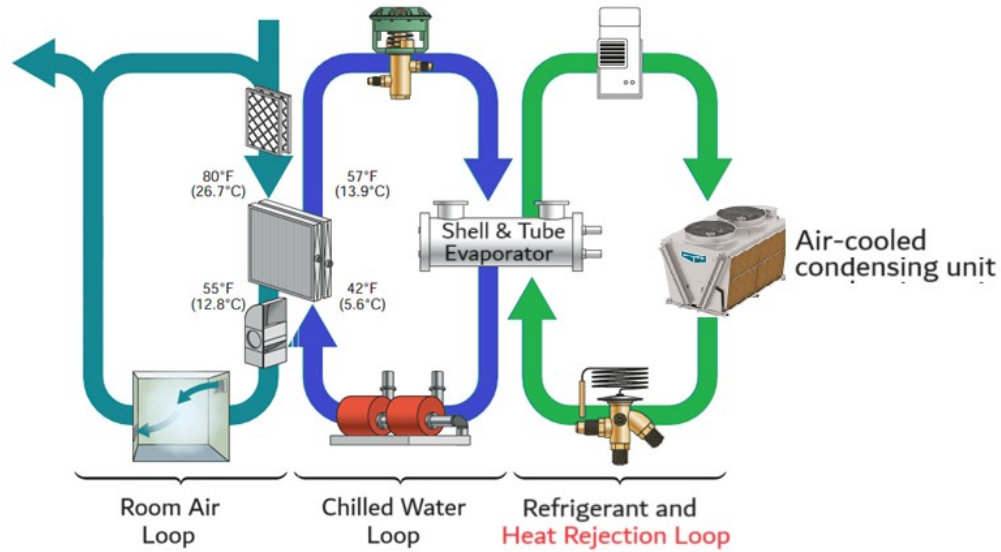 80°F
(26.7°C)
57°F
(13.9°C)
Shell & Tube
Evaporator
Air-cooled
condensing unit
55°F
(12.8°C)
42°F
(5.6°C)
Room Air
Loop
Chilled Water
Loop
Refrigerant and
Heat Rejection Loop